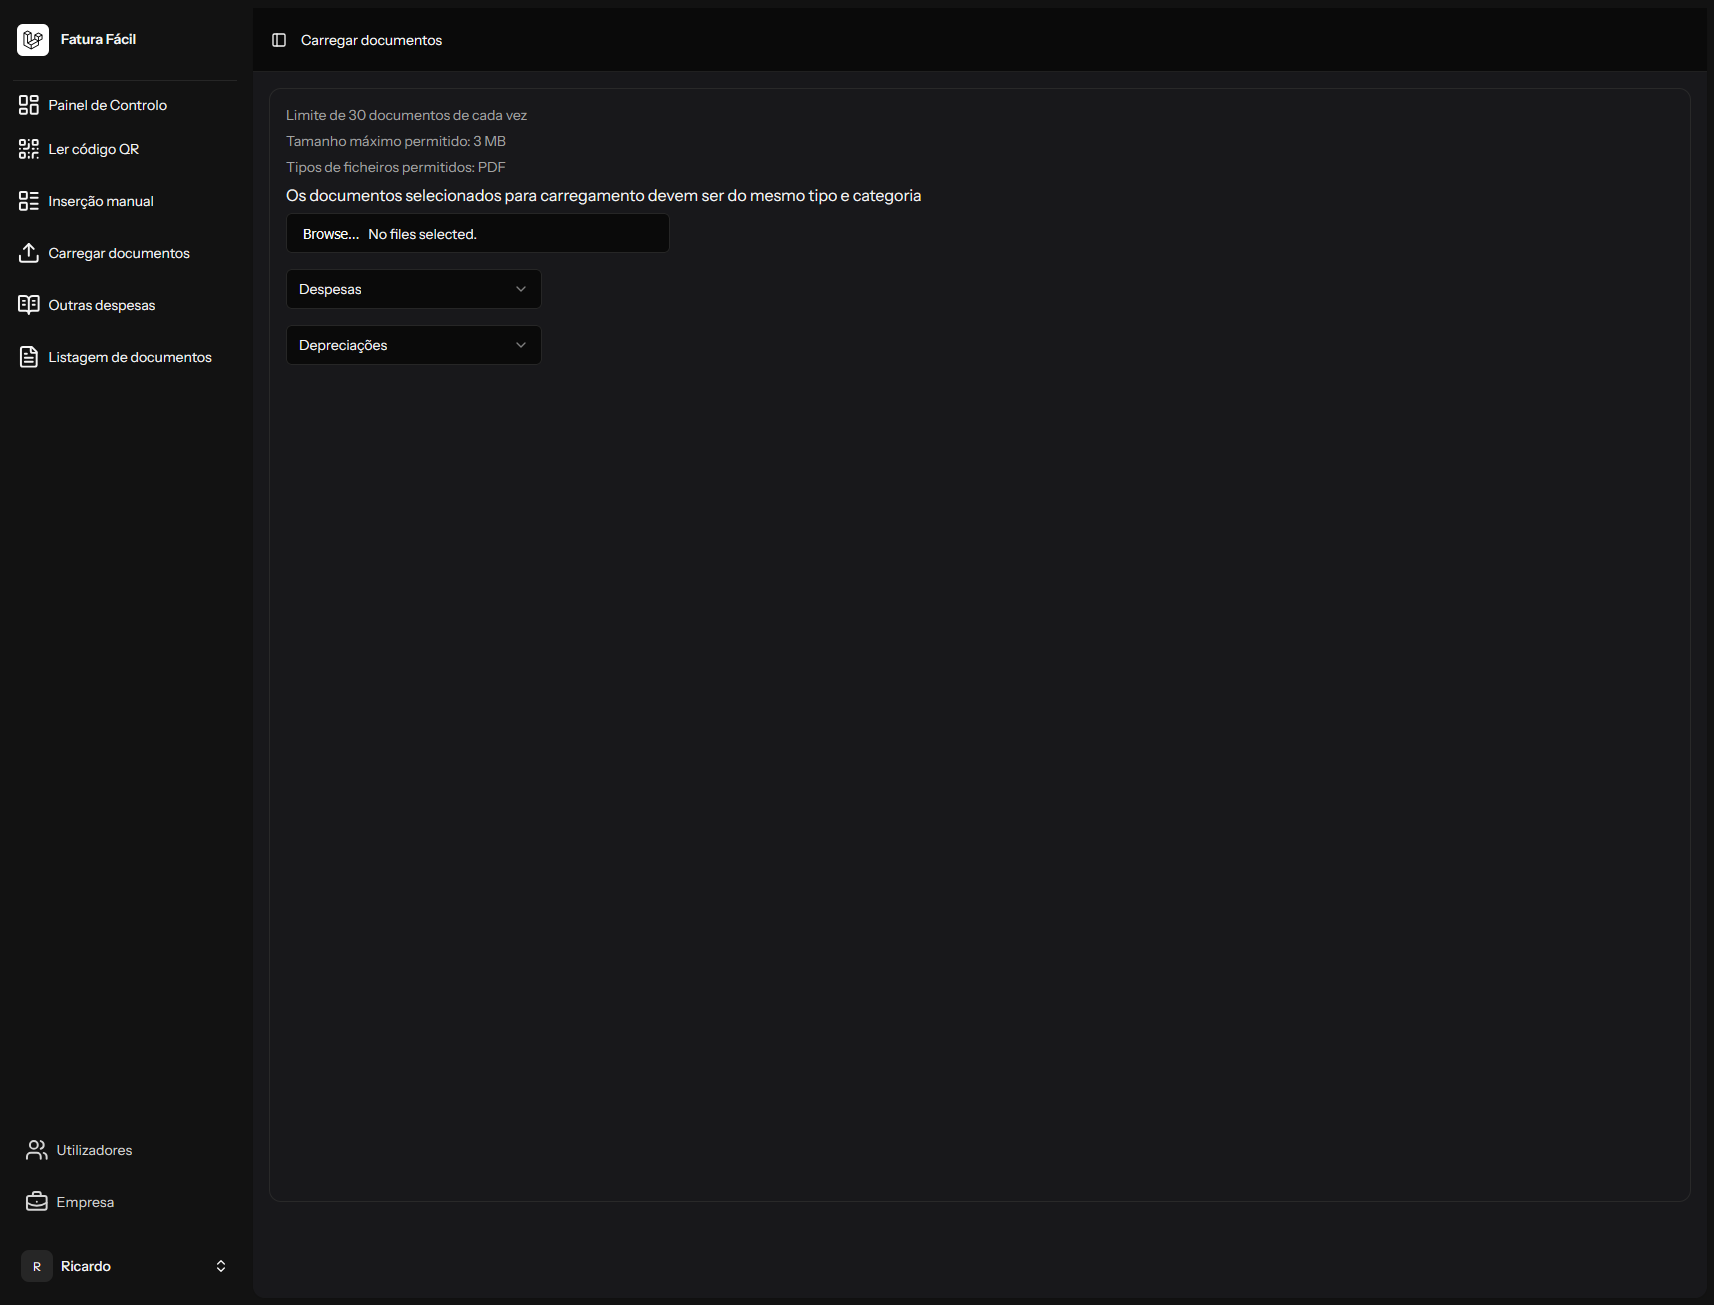 Fatura Fácil
Painel de Controlo
Ler código QR
Inserção manual
Carregar documentos
Outras despesas
Listagem de documentos
Utilizadores
Empresa
R
Ricardo
Carregar documentos
Limite de 30 documentos de cada vez
Tamanho máximo permitido: 3 MB
Tipos de ficheiros permitidos: PDF
Os documentos selecionados para carregamento devem ser do mesmo tipo e categoria
Browse... No files selected.
Despesas
Depreciações